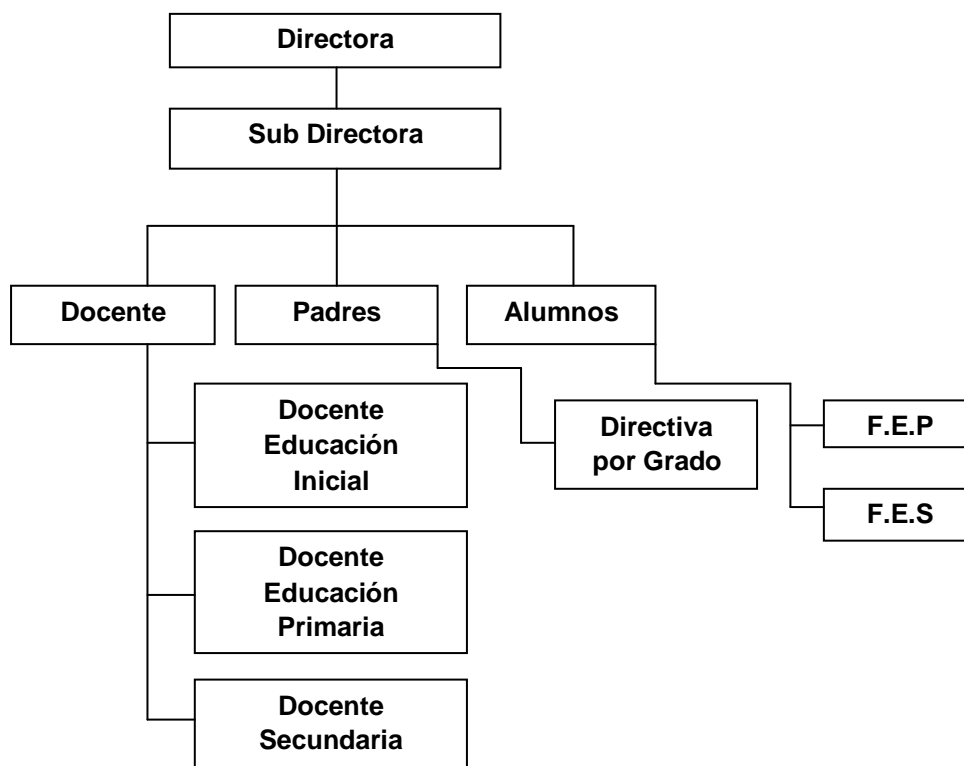 Directora
Sub Directora
Docente
Padres
Alumnos
Docente
Educación
Inicial
Directiva
por Grado
F.E.P
F.E.S
Docente
Educación
Primaria
Docente
Secundaria